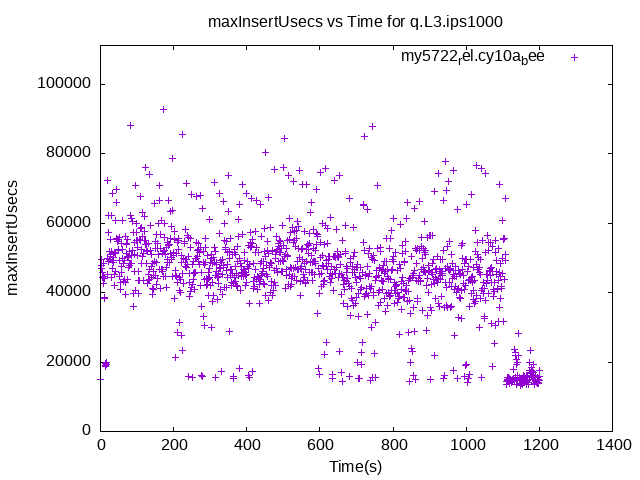 maxInsertUsecs vs Time for q.L3.ips1000
my5722rel.cy10abee
maxInsertUsecs
100000
80000
60000
40000
20000
0
0 200 400 600 800 1000 1200 1400
Time(s)